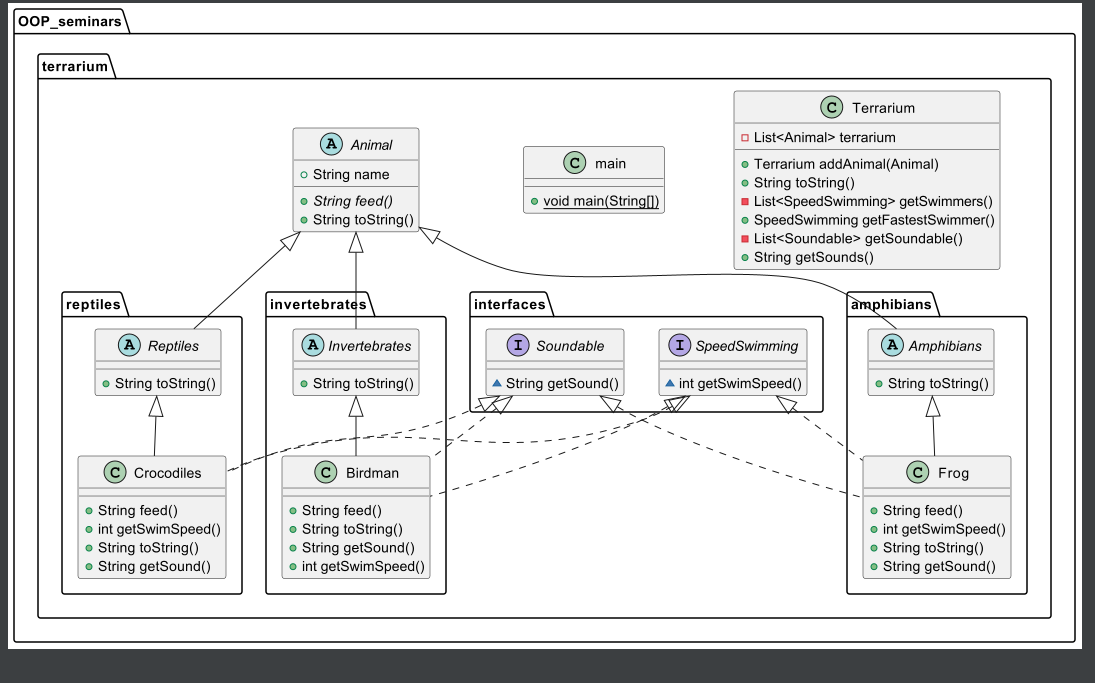 OOP_seminars
terrarium
C Terrarium
List<Animal> terrarium
Terrarium addAnimal(Animal)
String toString()
List<SpeedSwimming> getSwimmers()
SpeedSwimming getFastestSwimmer()
List<Soundable> getSoundable()
String getSounds()
A Animal
String name
String feed()
String toString()
C main
void main(String[])
reptiles
A Reptiles
String toString()
C Crocodiles
String feed()
int getSwimSpeed()
String toString()
String getSound()
invertebrates
A Invertebrates
String toString()
C Birdman
String feed()
String toString()
String getSound()
int getSwimSpeed()
interfaces
I Soundable
String getSound()
I SpeedSwimming
int getSwimSpeed()
amphibians
A Amphibians
String toString()
C Frog
String feed()
int getSwimSpeed()
String toString()
String getSound()